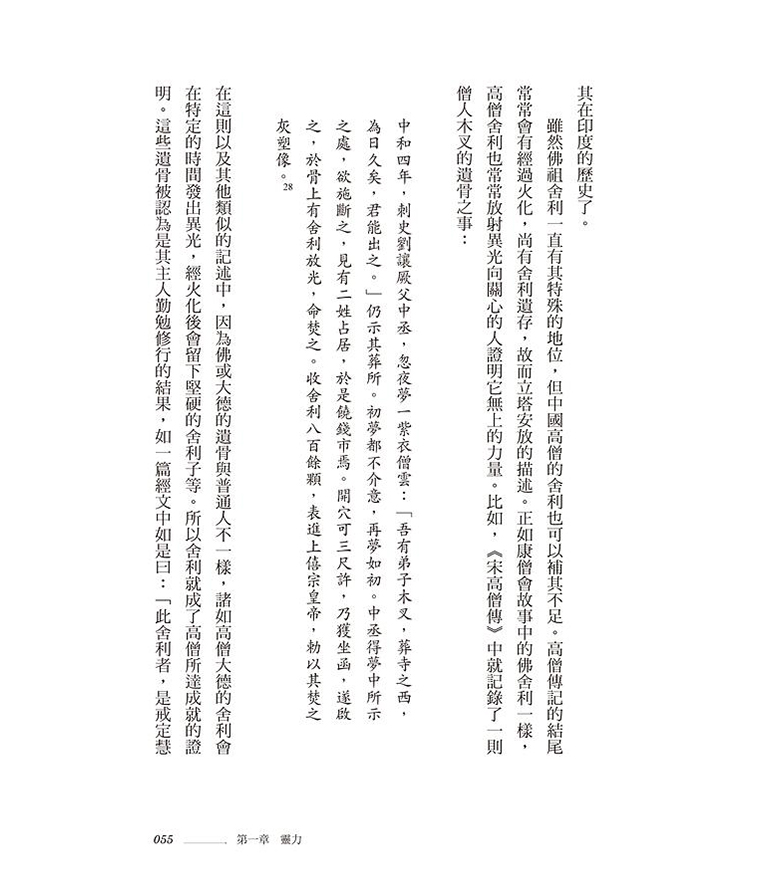 其在印度的歷史了。
雖然佛祖舍利一直有其特殊的地位，但中國高僧的舍利也可以補其不足。高僧傳記的結尾
常常會有經過火化，尚有舍利遺存，故而立塔安放的描述。正如康僧會故事中的佛舍利一樣，
高僧舍利也常常放射異光向關心的人證明它無上的力量。比如，《宋高僧傳》中就記錄了一則
僧人木叉的遺骨之事：
中和四年，刺史劉讓厥父中丞，忽夜夢一紫衣僧雲：「吾有弟子木叉，葬寺之西，
為日久矣，君能出之。」仍示其葬所。初夢都不介意，再夢如初。中丞得夢中所示
之處，欲施斷之，見有二姓占居，於是饒錢市焉。開穴可三尺許，乃獲坐函，遂啟
之，於骨上有舍利放光，命焚之。收舍利八百餘顆，表進上僖宗皇帝，勅以其焚之
灰塑像。28
在這則以及其他類似的記述中，因為佛或大德的遺骨與普通人不一樣，諸如高僧大德的舍利會
在特定的時間發出異光，經火化後會留下堅硬的舍利子等。所以舍利就成了高僧所達成就的證
明。這些遺骨被認為是其主人勤勉修行的結果，如一篇經文中如是曰：「此舍利者，是戒定慧
055 第一章 靈力